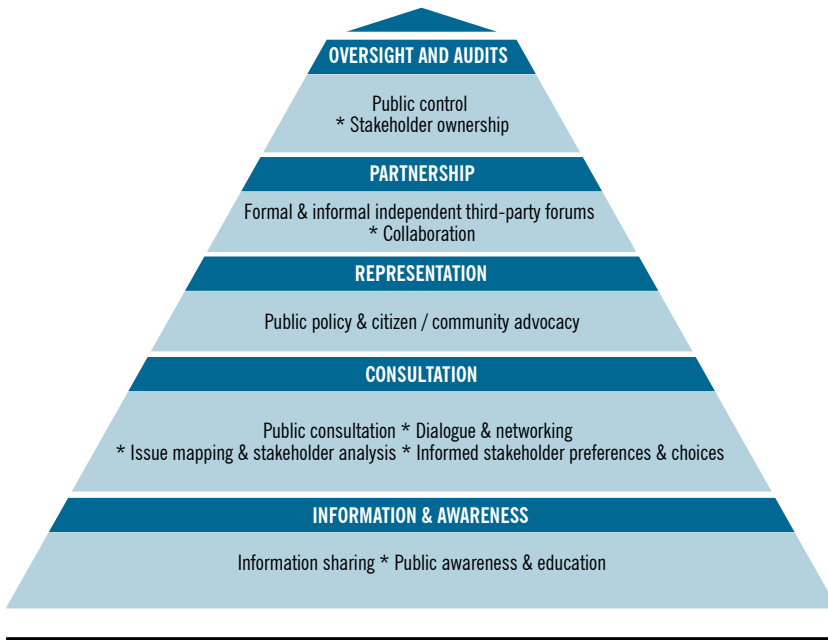 OVERSIGHT AND AUDITS
Public control
* Stakeholder ownership
PARTNERSHIP
Formal & informal independent third-party forums
* Collaboration
REPRESENTATION
Public policy & citizen / community advocacy
CONSULTATION
Public consultation * Dialogue & networking
* Issue mapping & stakeholder analysis * Informed stakeholder preferences & choices
INFORMATION & AWARENESS
Information sharing * Public awareness & education